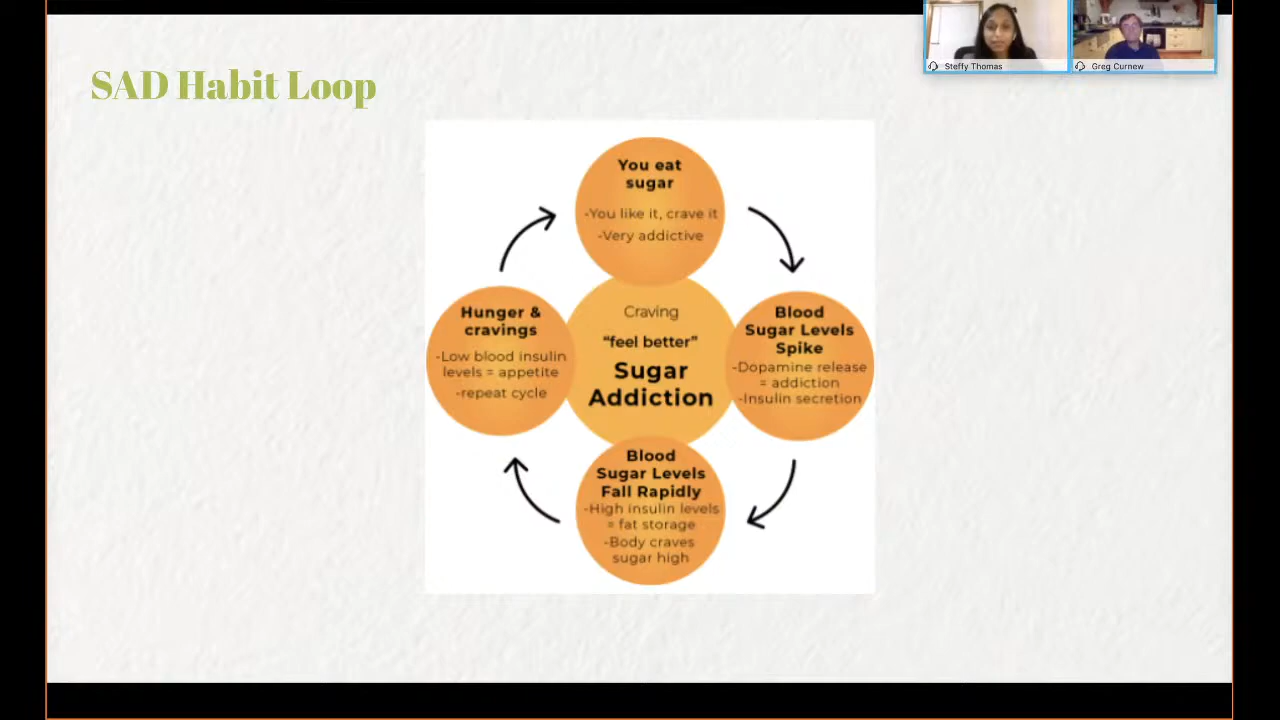 Steffy Thomas
Greg Curnew
SAD Habit Loop
You eat
sugar
-You like it, crave it
-Very addictive
Blood
Sugar Levels
Spike
-Dopamine release
= addiction
-Insulin secretion
Blood
Sugar Levels
Fall Rapidly
-High insulin levels
= fat storage
-Body craves
sugar high
Hunger &
cravings
-Low blood insulin
levels = appetite
-repeat cycle
Craving
“feel better”
Sugar
Addiction